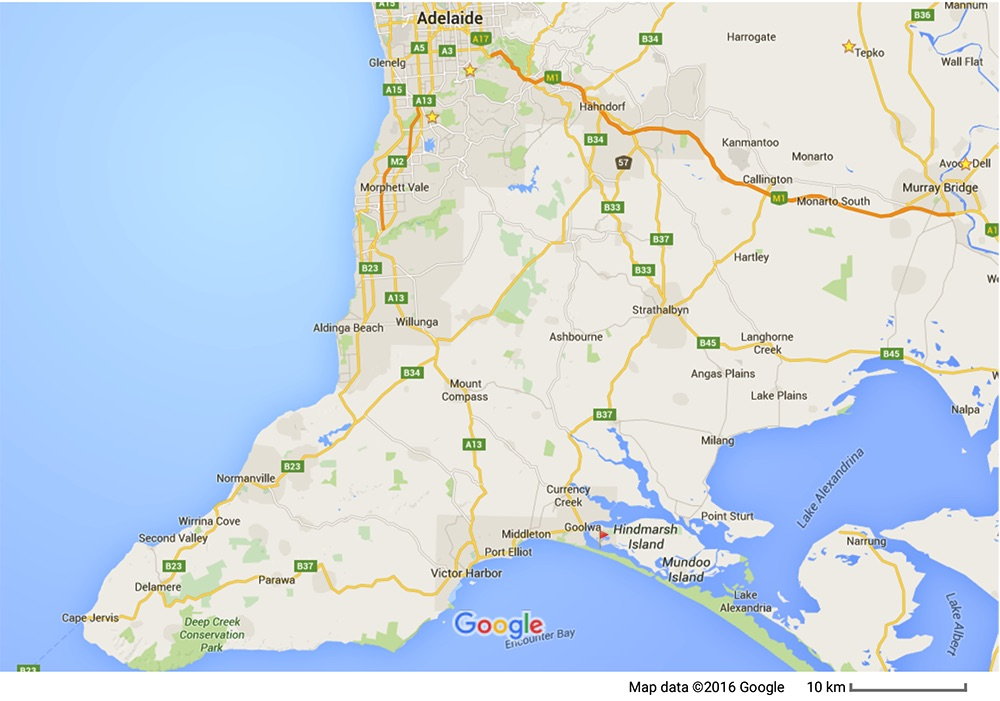 A15
Adelaide
B36
Mannum
A17
A5
A3
B34
Harrogate
Tepko
Glenelg
Wall Flat
M1
A15
A13
Hahndorf
B34
Kanmantoo
57
Monarto
M2
Morphett Vale
Callington
Murray Bridge
M1
Monarto South
B33
A1
B37
B23
B33
Hartley
A13
Strathalbyn
Aldinga Beach
Willunga
Ashbourne
B45
Langhorne
Creek
B45
B34
Mount
Compass
Angas Plains
Lake Plains
Nalpa
B37
A13
Milang
B23
Normanville
Lake Alexandrina
Currency
Creek
Wirrina Cove
Point Sturt
Second Valley
Middleton
Goolwa
Hindmarsh
Island
Narrung
Port Elliot
B23
B37
Victor Harbor
Mundoo
Island
Delamere
Parawa
Lake
Alexandrina
Cape Jervis
Deep Creek
Conservation
Park
Google
Encounter Bay
Lake Albert
B23
Map data ©2016 Google
10 km